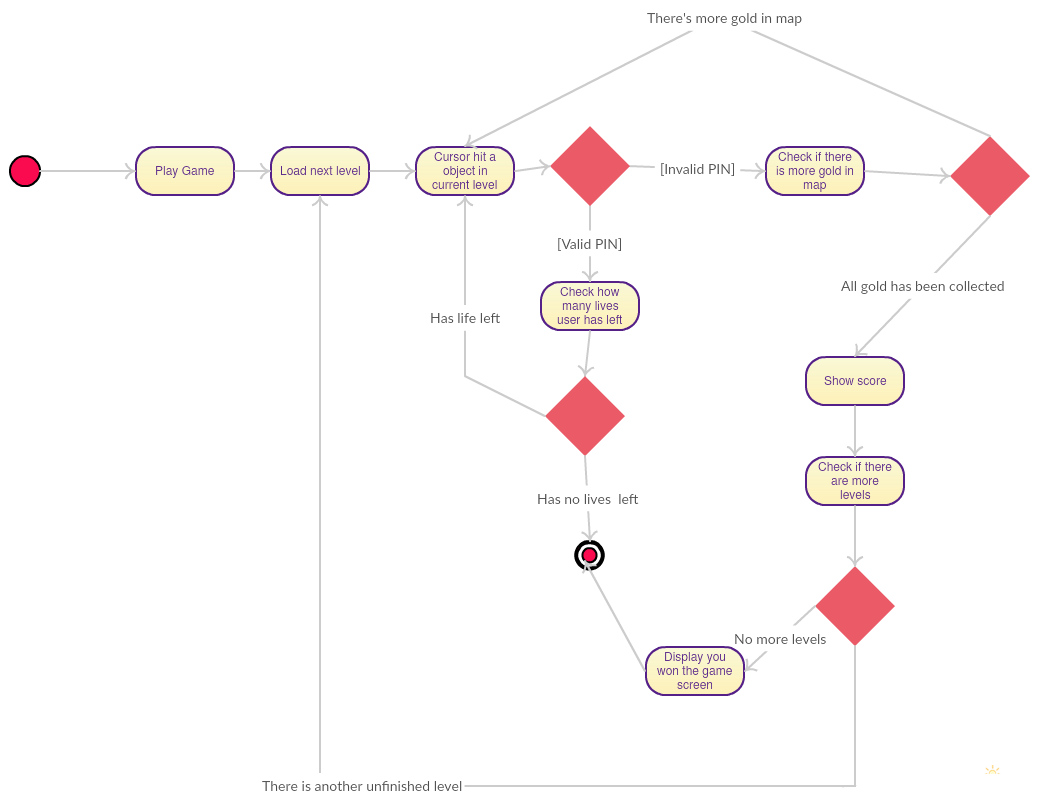 There's more gold in map
Play Game
Load next level
Cursor hit a
object in
current level
[Invalid PIN]
Check if there
is more gold in
map
[Valid PIN]
Check how
many lives
user has left
All gold has been collected
Has life left
Show score
Check if there
are more
levels
Has no lives  left
No more levels
Display you
won the game
screen
There is another unfinished level